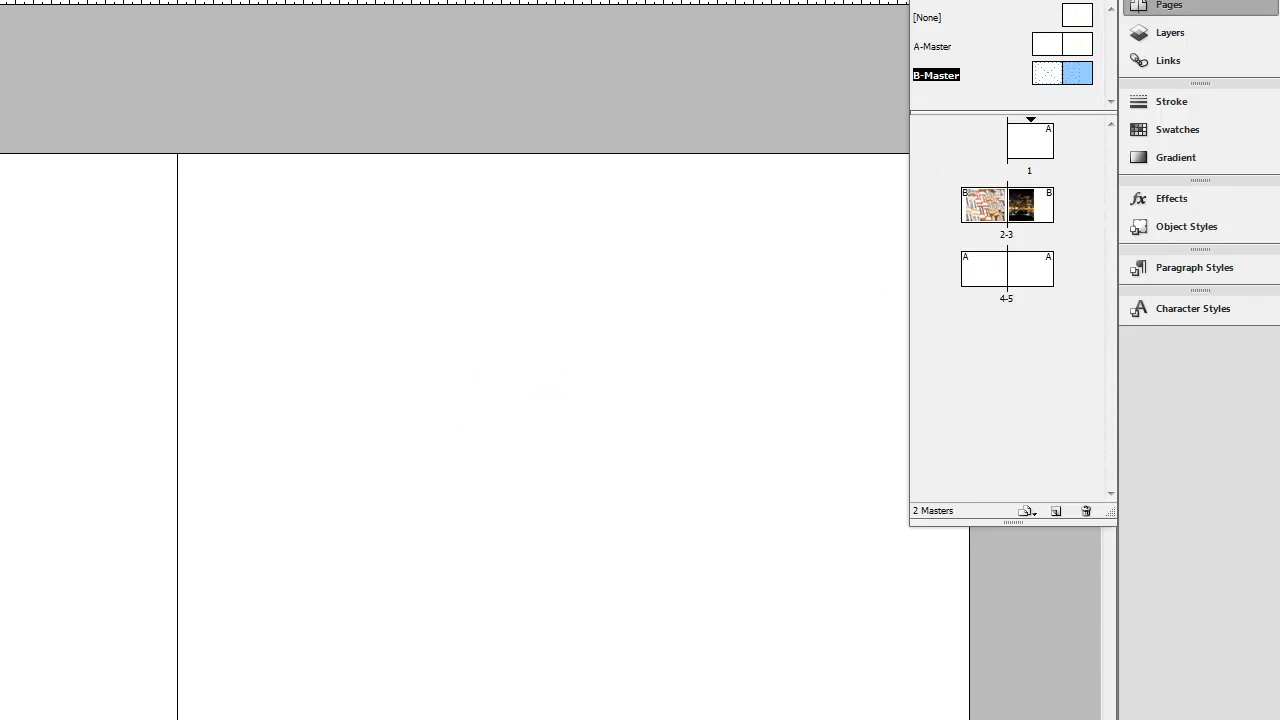 Pages
[None]
Layers
A-Master
Links
B-Master
Stroke
A
Swatches
Gradient
1
B
B
Effects
2-3
Object Styles
A
A
Paragraph Styles
4-5
Character Styles
2 Masters